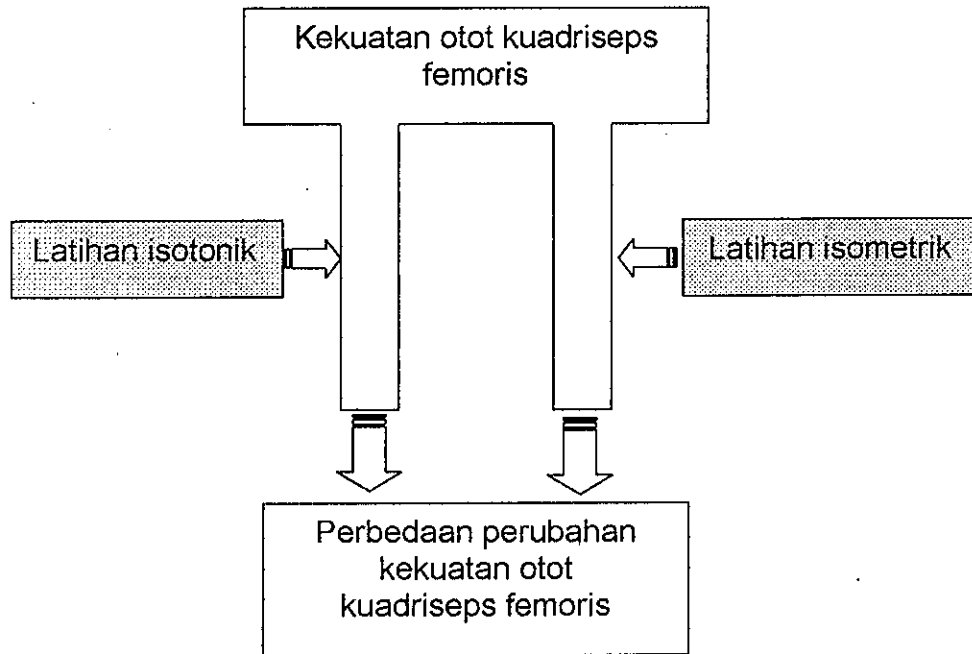 Kekuatan otot kuadriseps
femoris
Latihan isotonik
Latihan isometrik
Perbedaan perubahan
kekuatan otot
kuadriseps femoris